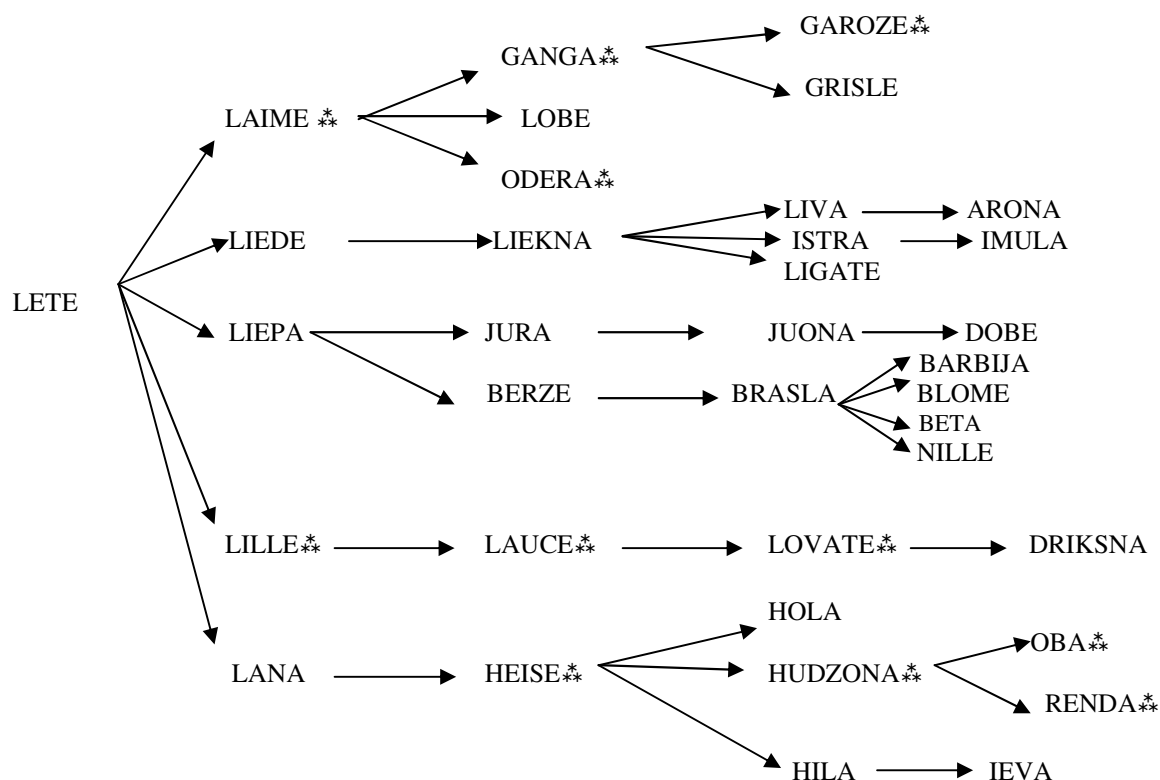 GAROZE⁂
GANGA⁂
GRISLE
LAIME ⁂
LOBE
ODERA⁂
LIVA
ARONA
LIEDE
LIEKNA
ISTRA
IMULA
LIGATE
LETE
LIEPA
JURA
JUONA
DOBE
BARBIJA
BERZE
BRASLA
BLOME
BETA
NILLE
LILLE⁂
LAUCE⁂
LOVATE⁂
DRIKSNA
HOLA
OBA⁂
LANA
HEISE⁂
HUDZONA⁂
RENDA⁂
HILA
IEVA